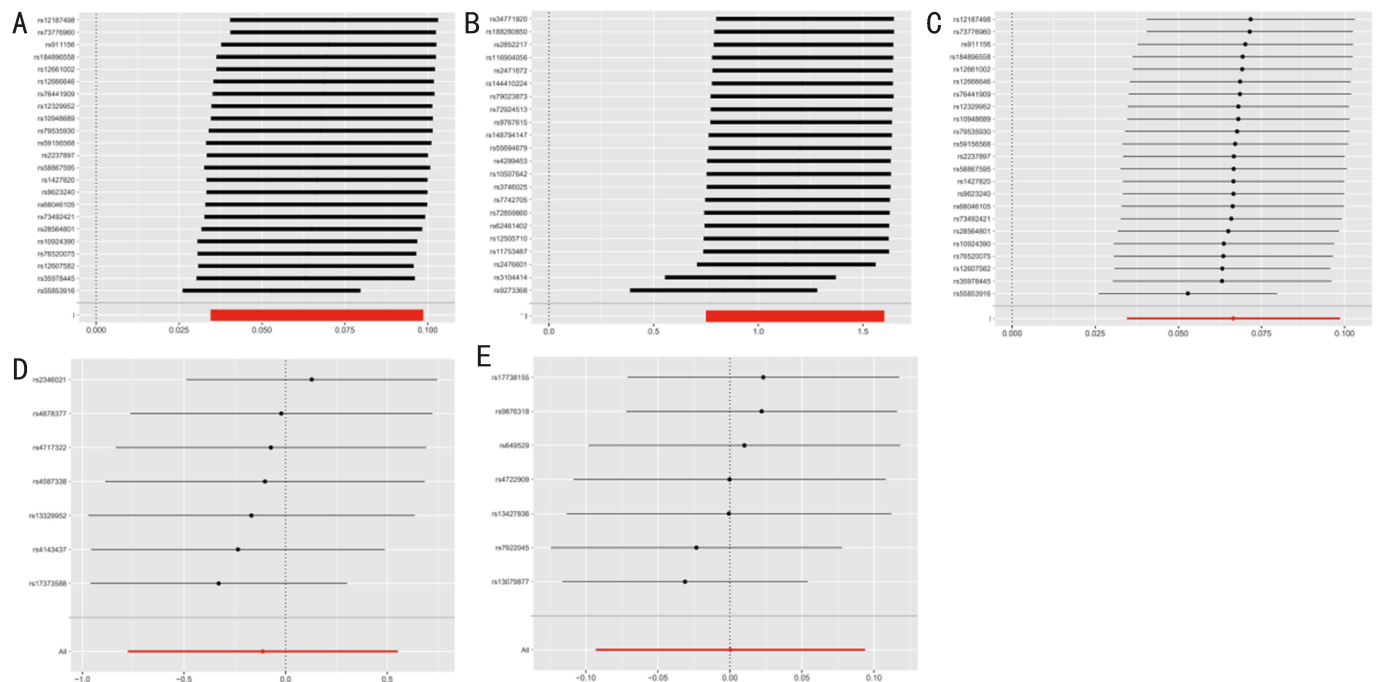 A
rs12187498
rs73776960
rs911156
rs184896558
rs12661002
rs12666646
rs76441909
rs12329952
rs10948689
rs79535930
rs59156568
rs2237897
rs58867595
rs1427820
rs9623240
rs68046105
rs73492421
rs28564801
rs10924390
rs76520075
rs12607582
rs35978445
rs55853916
0.000 0.025 0.050 0.075 0.100
B
rs34771920
rs188280850
rs2852217
rs116904056
rs2471672
rs144410224
rs79023873
rs72924513
rs9767615
rs148794147
rs55694679
rs4299453
rs10507642
rs3746025
rs7742705
rs72859860
rs62461402
rs12505710
rs11753487
rs2476601
rs3104414
rs9273368
0.0 0.5 1.0 1.5
C
rs12187498
rs73776960
rs911156
rs184896558
rs12661002
rs12666646
rs76441909
rs12329952
rs10948689
rs79535930
rs59156568
rs2237897
rs58867595
rs1427820
rs9623240
rs68046105
rs73492421
rs28564801
rs10924390
rs76520075
rs12607582
rs35978445
rs55853916
0.000 0.025 0.050 0.075 0.100
D
rs2346021
rs4878377
rs4717322
rs4587338
rs13329952
rs4143437
rs17373588
All
−1.0 −0.5 0.0 0.5
E
rs17738155
rs9876318
rs649529
rs4722909
rs13427836
rs7922045
rs13079877
All
−0.10 −0.05 0.00 0.05 0.10